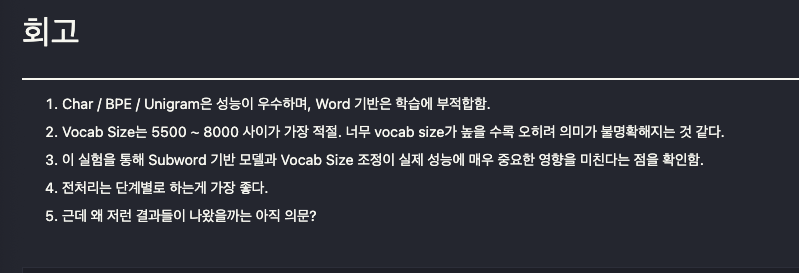 회고
1. Char / BPE / Unigram은 성능이 우수하며, Word 기반은 학습에 부적합함.
2. Vocab Size는 5500 ~ 8000 사이가 가장 적절. 너무 vocab size가 높을 수록 오히려 의미가 불명확해지는 것 같다.
3. 이 실험을 통해 Subword 기반 모델과 Vocab Size 조정이 실제 성능에 매우 중요한 영향을 미친다는 점을 확인함.
4. 전처리는 단계별로 하는게 가장 좋다.
5. 근데 왜 저런 결과들이 나왔을까는 아직 의문?